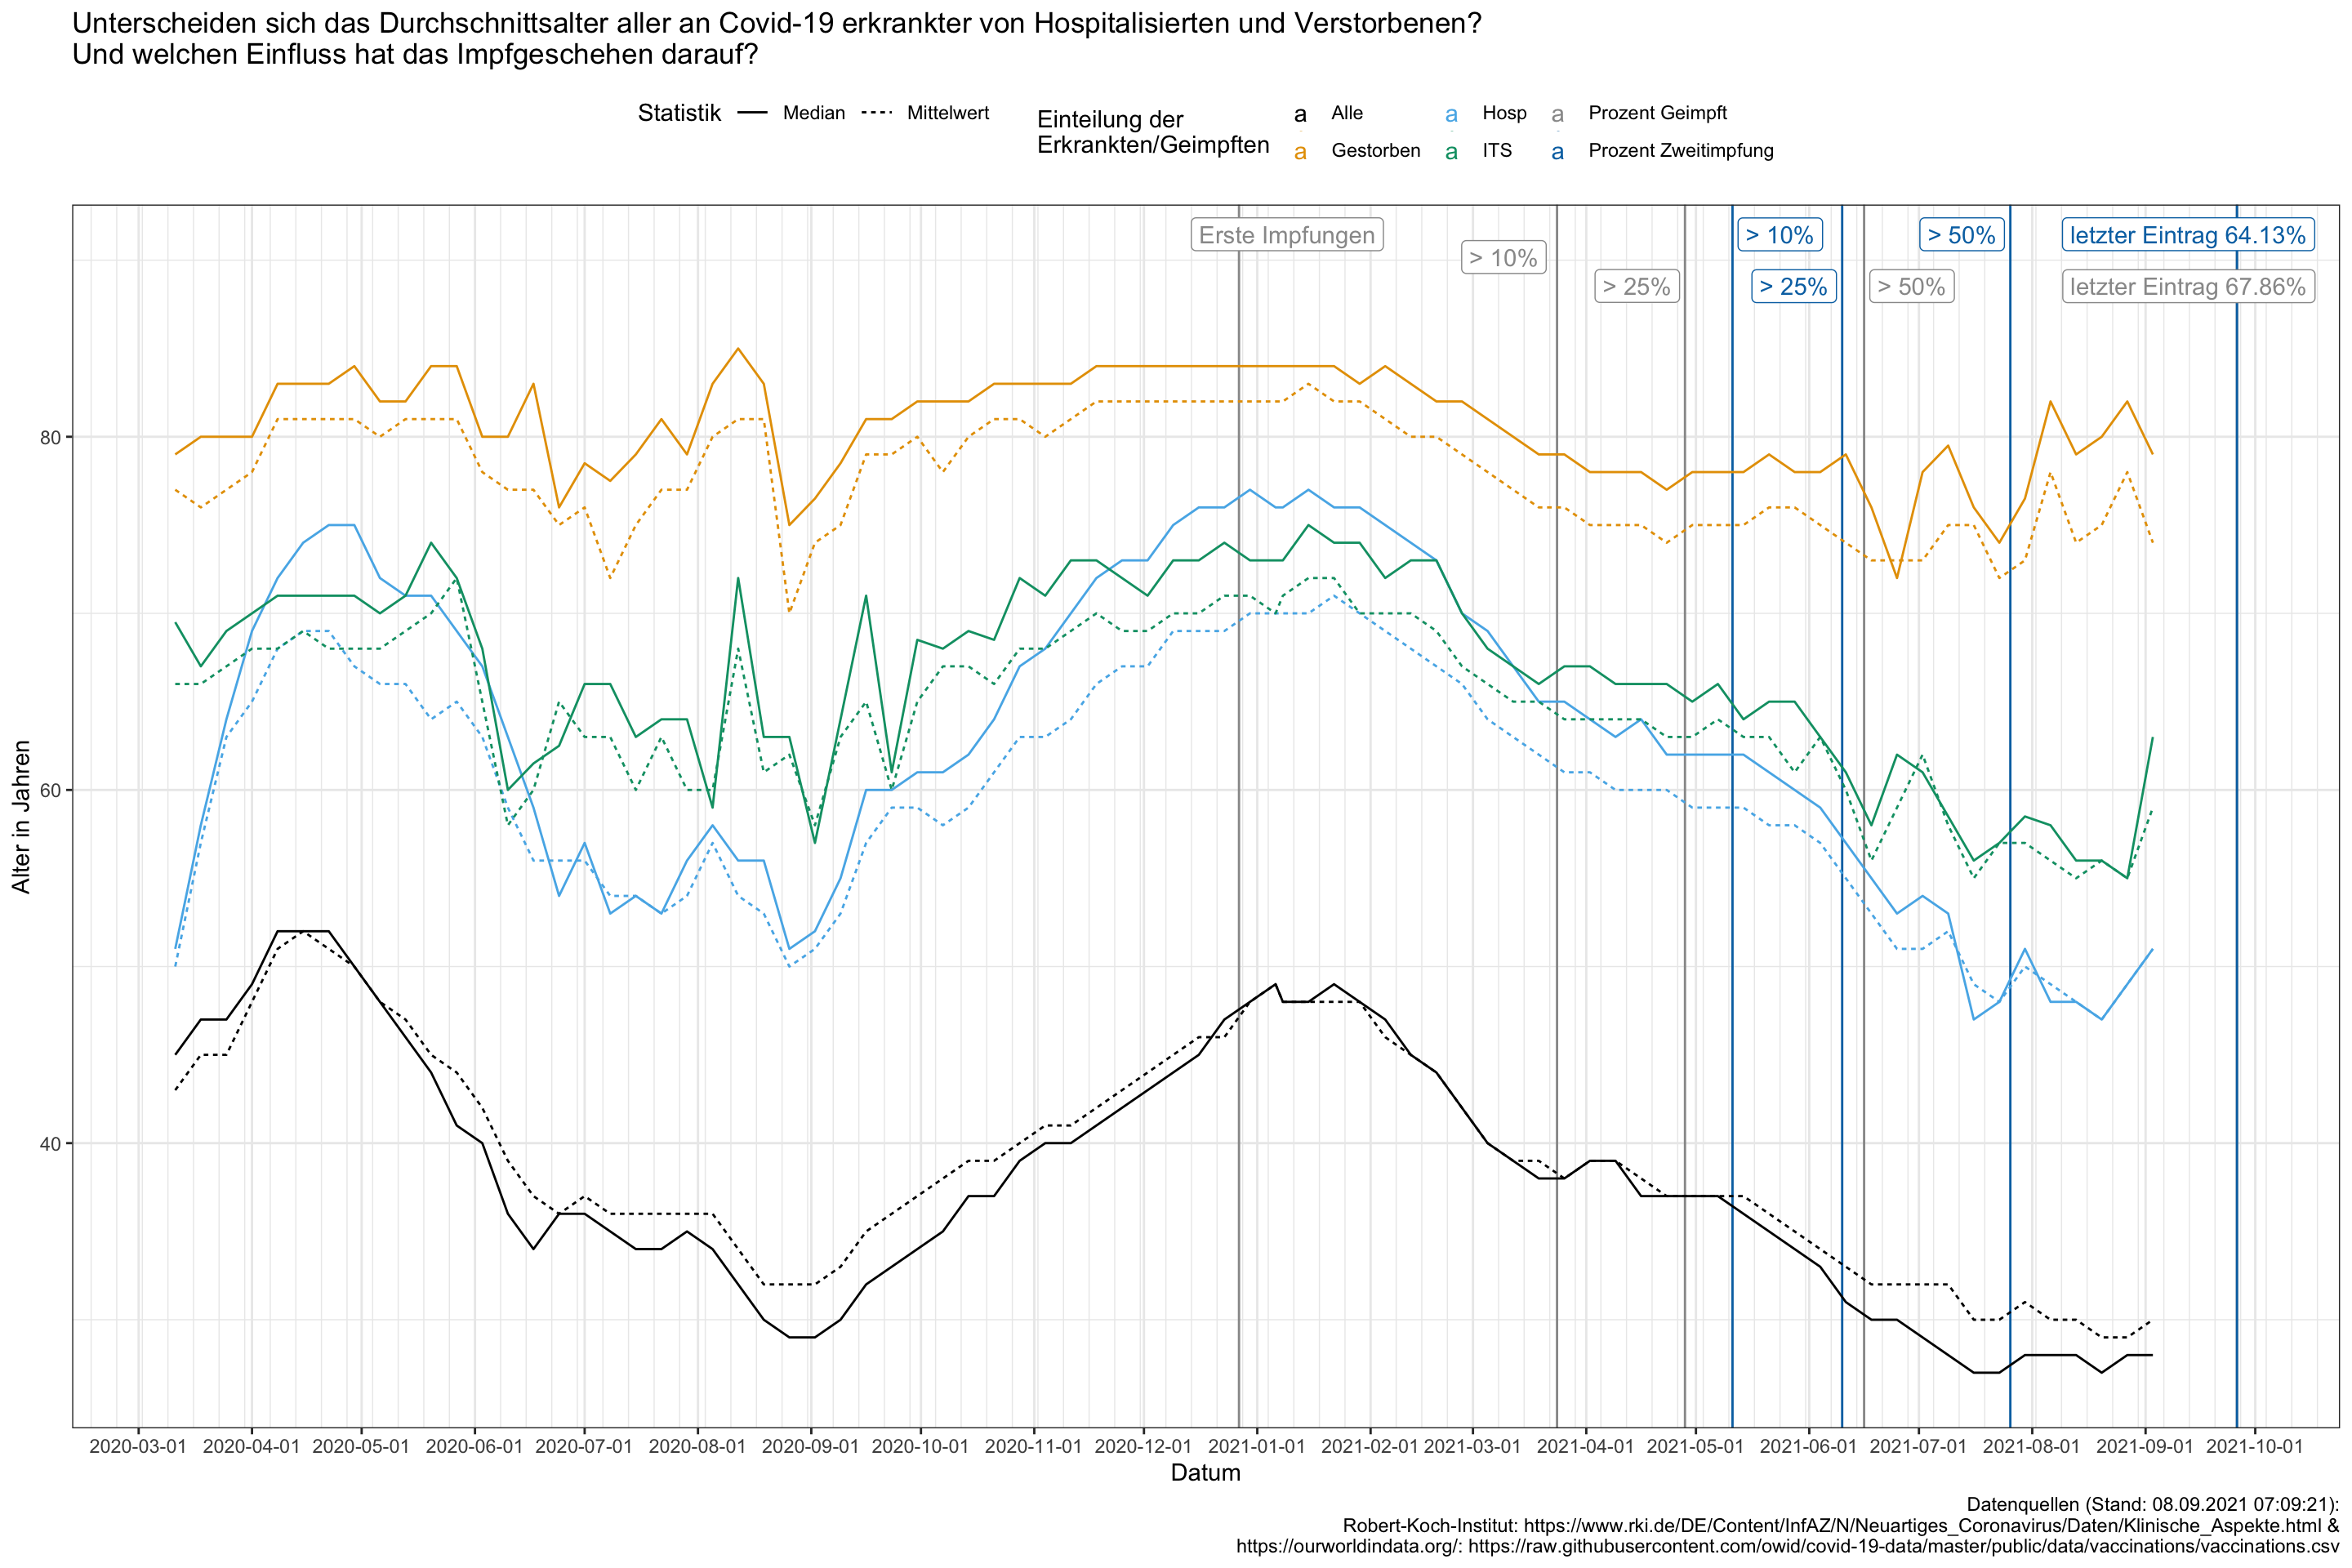 Unterscheiden sich das Durchschnittsalter aller an Covid-19 erkrankter von Hospitalisierten und Verstorbenen?
Und welchen Einfluss hat das Impfgeschehen darauf?
Statistik
Median
Mittelwert
Einteilung der
Erkrankten/Geimpften
a Alle
a Hosp
a Prozent Geimpft
a Gestorben
a ITS
a Prozent Zweitimpfung
Erste Impfungen
> 10%
> 25%
> 10%
> 25%
> 50%
> 50%
letzter Eintrag 64.13%
letzter Eintrag 67.86%
Alter in Jahren
80
60
40
2020-03-01 2020-04-01 2020-05-01 2020-06-01 2020-07-01 2020-08-01 2020-09-01 2020-10-01 2020-11-01 2020-12-01 2021-01-01 2021-02-01 2021-03-01 2021-04-01 2021-05-01 2021-06-01 2021-07-01 2021-08-01 2021-09-01 2021-10-01
Datum
Datenquellen (Stand: 08.09.2021 07:09:21):
Robert-Koch-Institut: https://www.rki.de/DE/Content/InfAZ/N/Neuartiges_Coronavirus/Daten/Klinische_Aspekte.html &
https://ourworldindata.org/: https://raw.githubusercontent.com/owid/covid-19-data/master/public/data/vaccinations/vaccinations.csv